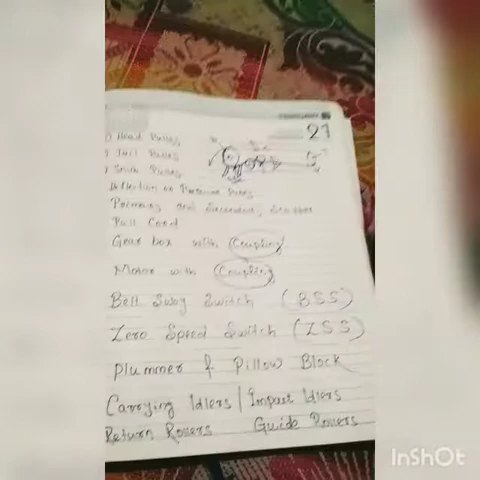 21
Head Pulley
Tail Pulley
Snub Pulley
Deflection or Pressure Pulley
Primary and Secondary Scrapper
Pull Cord
Gear box with Coupling
Motor with Coupling
Belt Sway Switch (BSS)
Zero Speed Switch (ZSS)
Plummer & Pillow Block
Carrying Idlers | Impact Idlers
Return Rollers Guide Rollers
InShOt